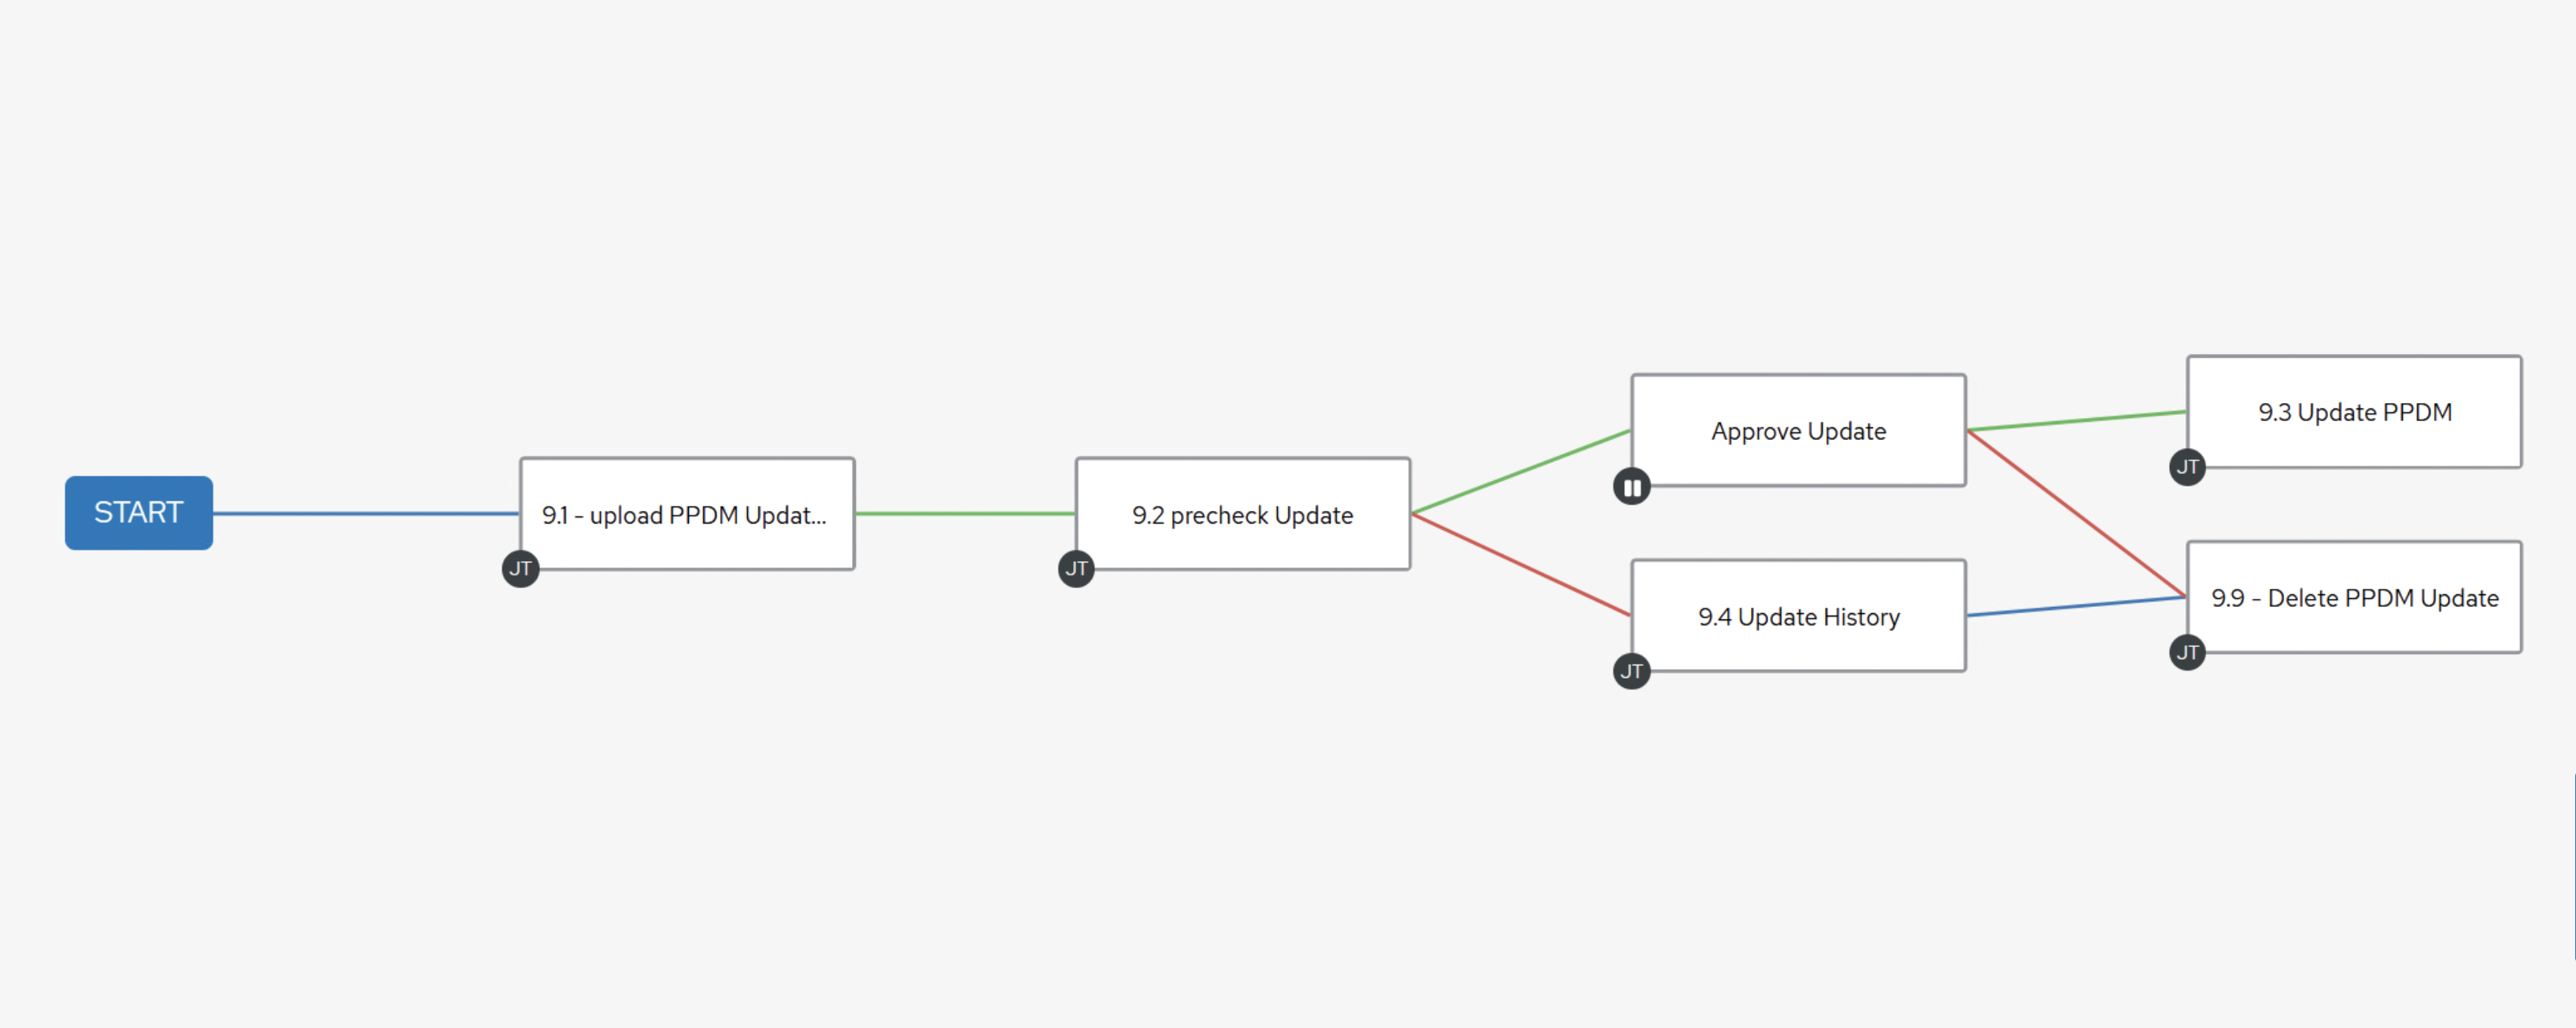 START
9.1 - upload PPDM Updat...
JT
9.2 precheck Update
JT
Approve Update
9.4 Update History
JT
9.3 Update PPDM
JT
9.9 - Delete PPDM Update
JT